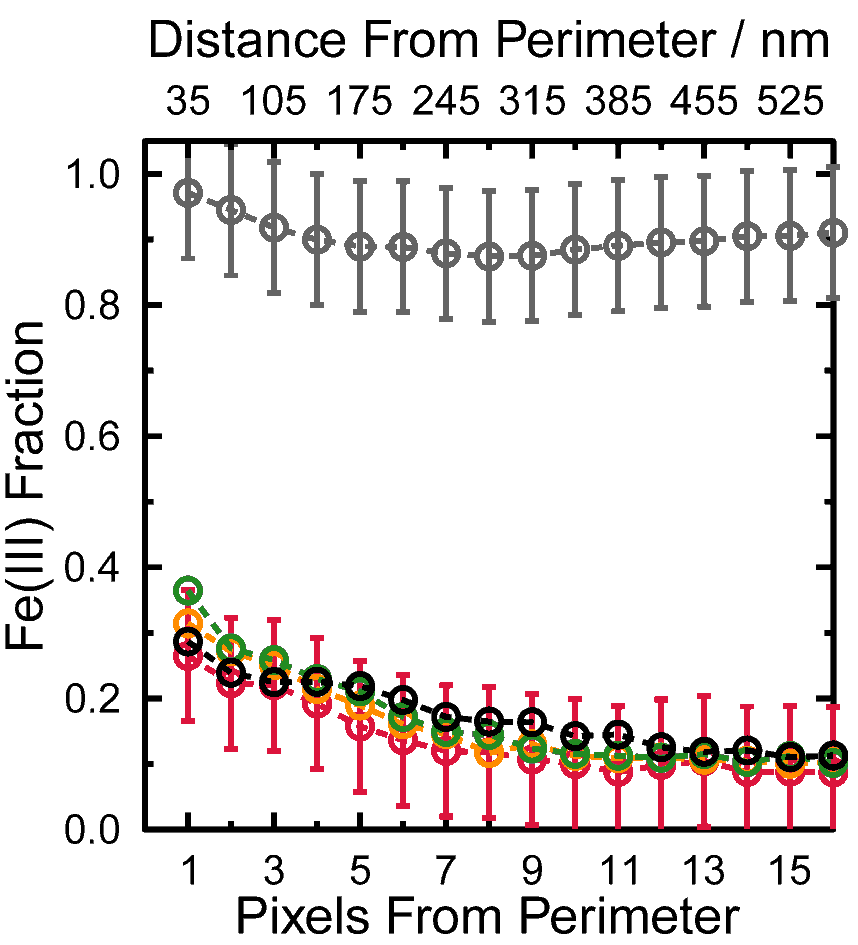 Distance From Perimeter / nm
35 105 175 245 315 385 455 525
1.0
0.8
0.6
0.4
0.2
0.0
Fe(III) Fraction
1 3 5 7 9 11 13 15
Pixels From Perimeter